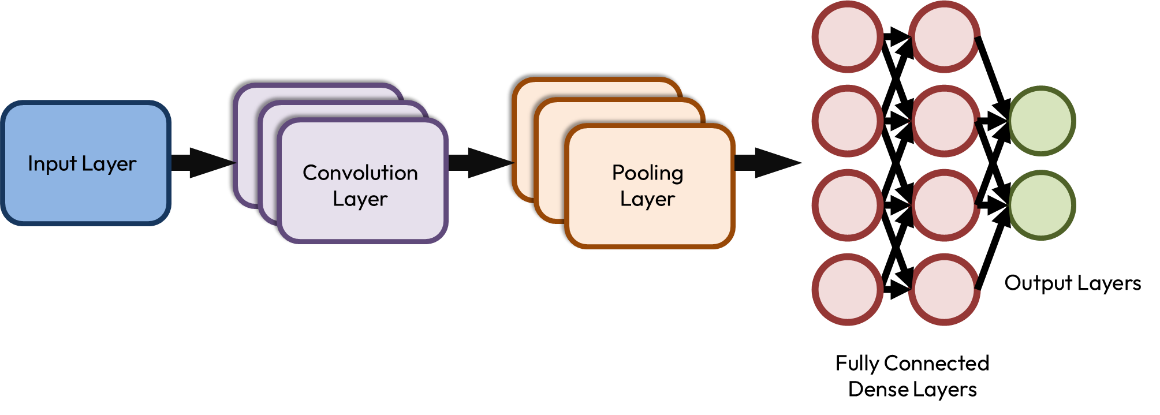 Input Layer
Convolution
Layer
Pooling
Layer
Output Layers
Fully Connected
Dense Layers